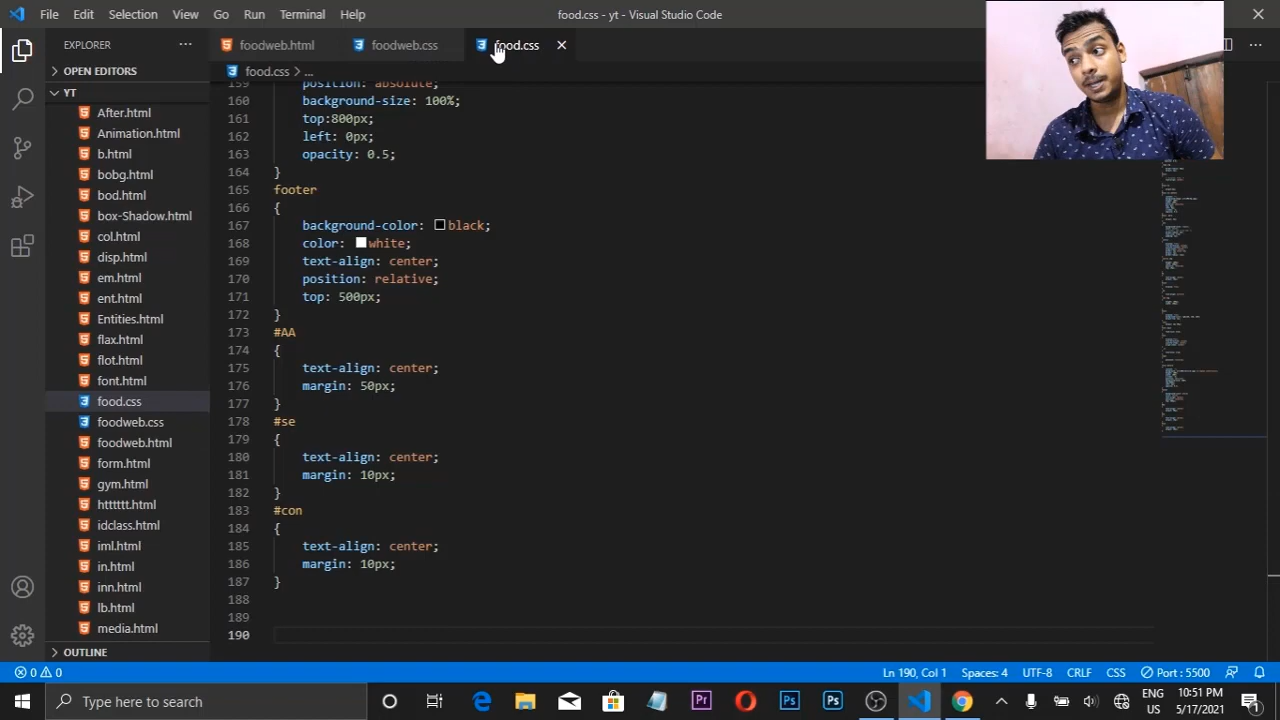 File Edit Selection View Go Run Terminal Help
food.css - yt - Visual Studio Code
EXPLORER
OPEN EDITORS
YT
After.html
Animation.html
b.html
bobg.html
bod.html
box-Shadow.html
col.html
disp.html
em.html
ent.html
Entities.html
flax.html
flot.html
font.html
food.css
foodweb.css
foodweb.html
form.html
gym.html
htttttt.html
idclass.html
iml.html
in.html
inn.html
lb.html
media.html
OUTLINE
foodweb.html foodweb.css food.css
food.css > ...
159 position: absolute;
160 background-size: 100%;
161 top:800px;
162 left: 0px;
163 opacity: 0.5;
164 }
165 footer
166 {
167 background-color: black;
168 color: white;
169 text-align: center;
170 position: relative;
171 top: 500px;
172 }
173 #AA
174 {
175 text-align: center;
176 margin: 50px;
177 }
178 #se
179 {
180 text-align: center;
181 margin: 10px;
182 }
183 #con
184 {
185 text-align: center;
186 margin: 10px;
187 }
188
189
190
0 0 Ln 190, Col 1 Spaces: 4 UTF-8 CRLF CSS Port : 5500
Type here to search
ENG
US
10:51 PM
5/17/2021
1